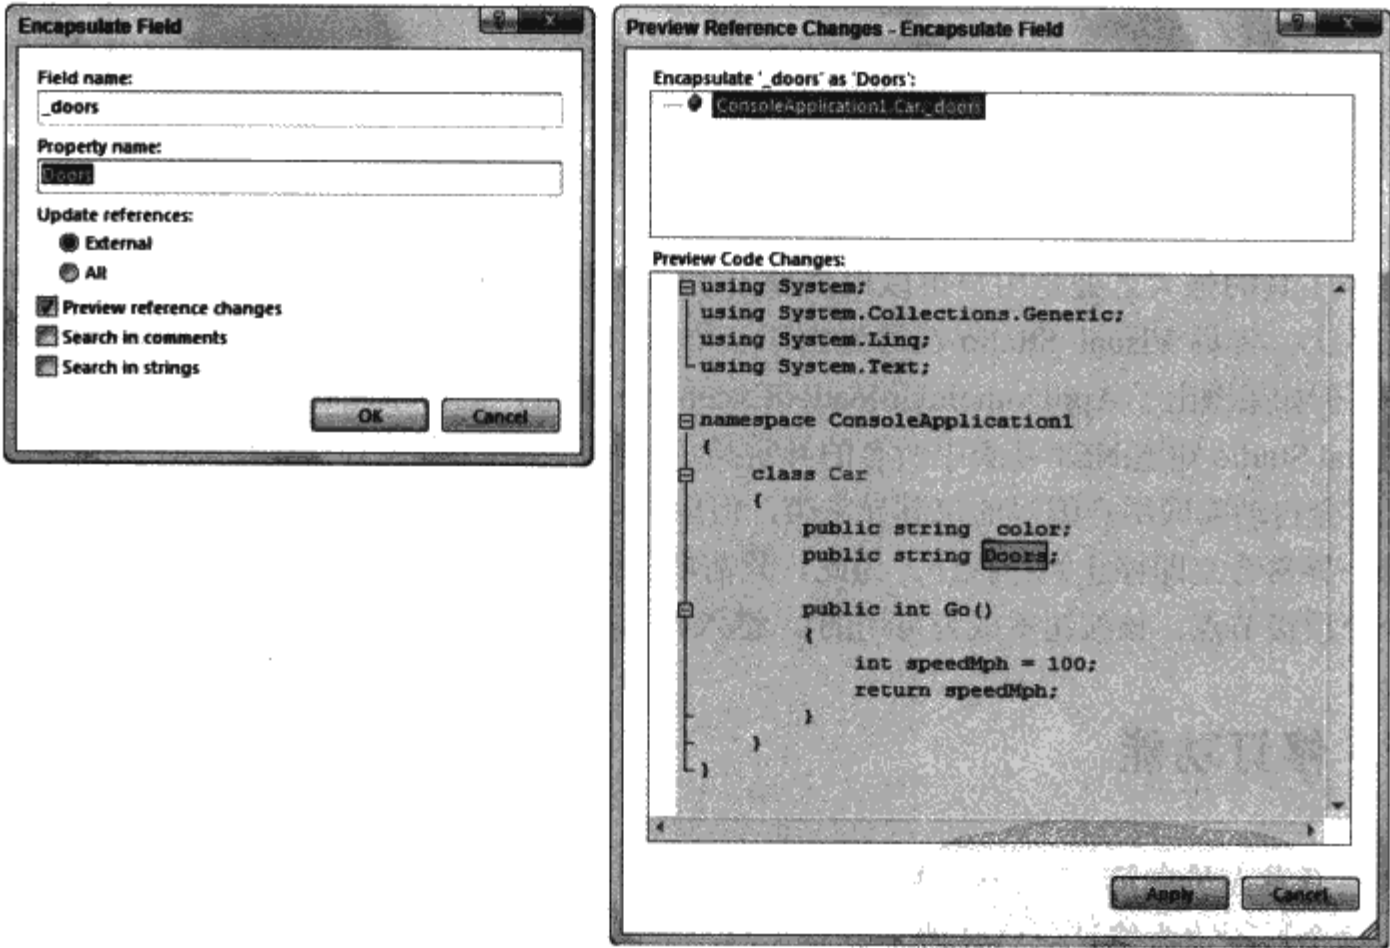 Encapsulate Field
Field name:
_doors
Property name:
Doors
Update references:
External
All
Preview reference changes
Search in comments
Search in strings
OK
Cancel
Preview Reference Changes - Encapsulate Field
Encapsulate '_doors' as 'Doors':
ConsoleApplication1.Car._doors
Preview Code Changes:
using System;
using System.Collections.Generic;
using System.Linq;
using System.Text;
namespace ConsoleApplication1
{
class Car
{
public string _color;
public string Doors;
public int Go()
{
int speedMph = 100;
return speedMph;
}
}
}
Apply
Cancel